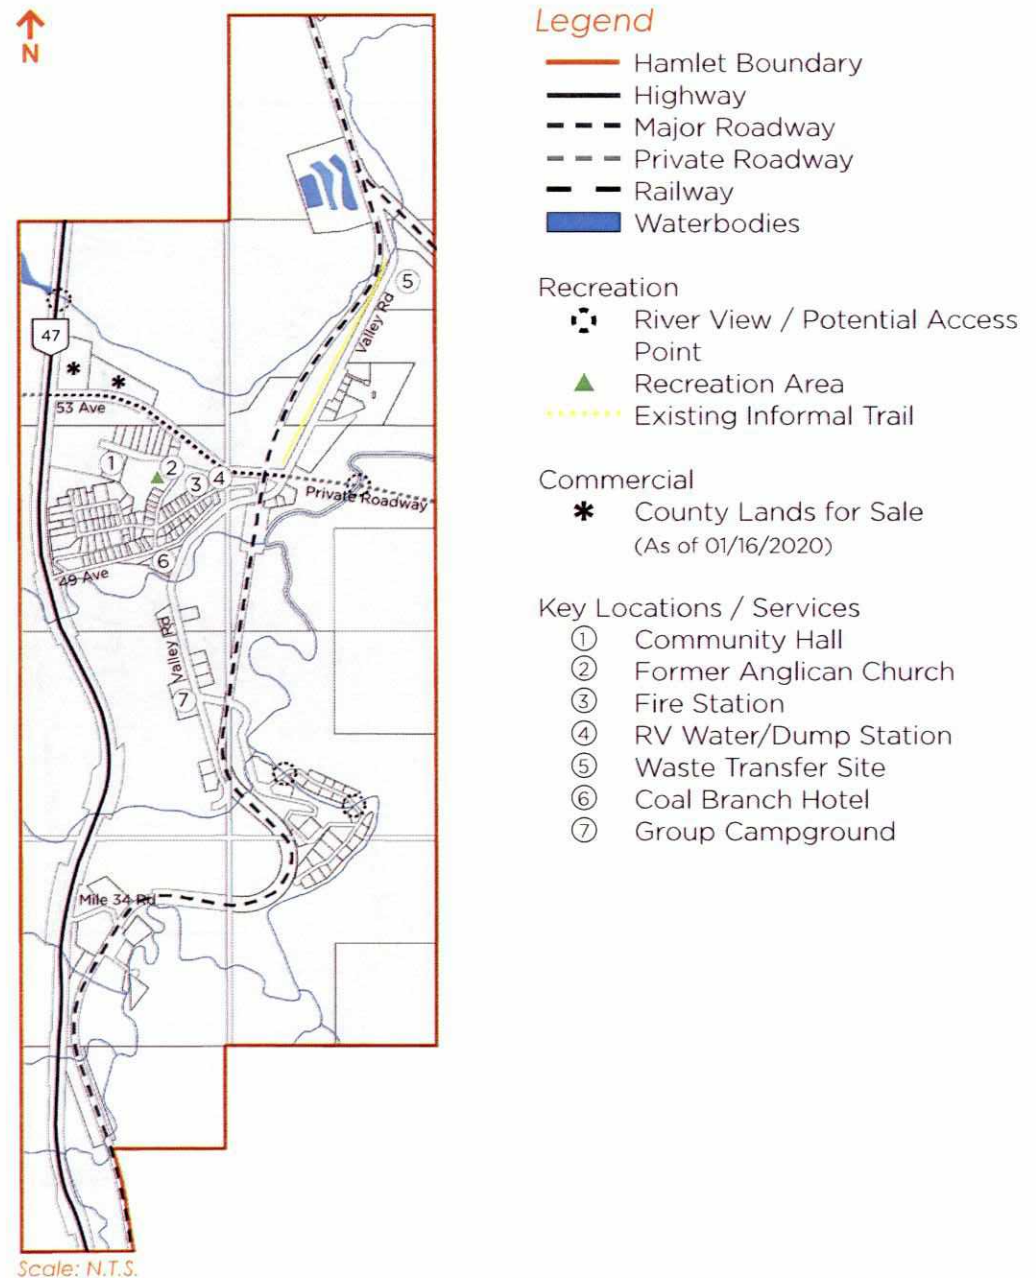 N
Legend
Hamlet Boundary
Highway
Major Roadway
Private Roadway
Railway
Waterbodies
Recreation
River View / Potential Access
Point
Recreation Area
Existing Informal Trail
Commercial
County Lands for Sale
(As of 01/16/2020)
Key Locations / Services
1 Community Hall
2 Former Anglican Church
3 Fire Station
4 RV Water/Dump Station
5 Waste Transfer Site
6 Coal Branch Hotel
7 Group Campground
5
Valley Rd
47
53 Ave
1
2
3
4
Private Roadway
6
49 Ave
Valley Rd
7
Mile 34 Rd
Scale: N.T.S.